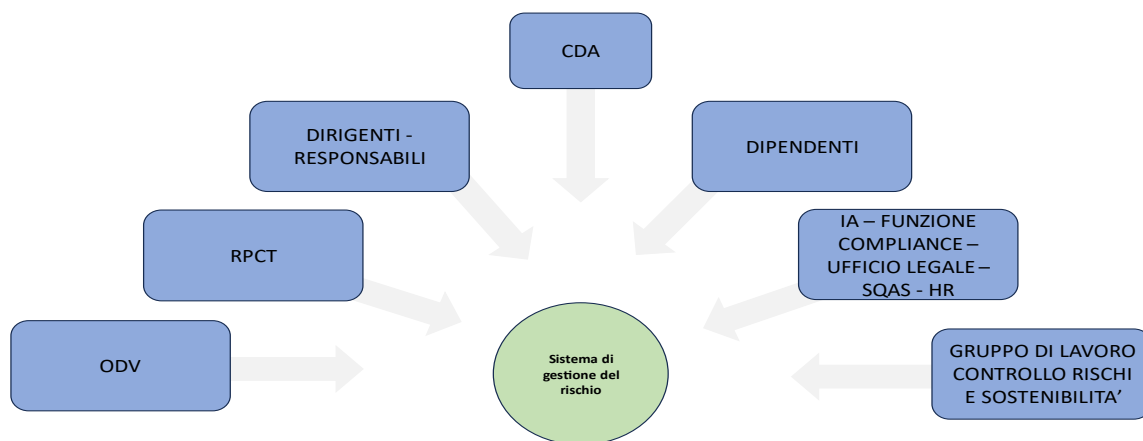 CDA
DIRIGENTI -
RESPONSABILI
DIPENDENTI
RPCT
IA – FUNZIONE
COMPLIANCE –
UFFICIO LEGALE –
SQAS - HR
ODV
Sistema di
gestione del
rischio
GRUPPO DI LAVORO
CONTROLLO RISCHI
E SOSTENIBILITA’